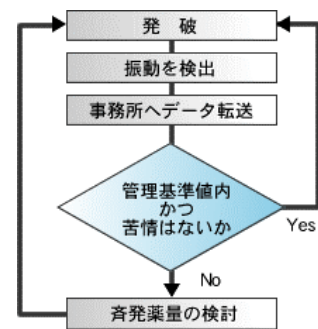 発 破
振動を検出
事務所へデータ転送
管理基準値内
かつ
苦情はないか
Yes
No
斉発薬量の検討